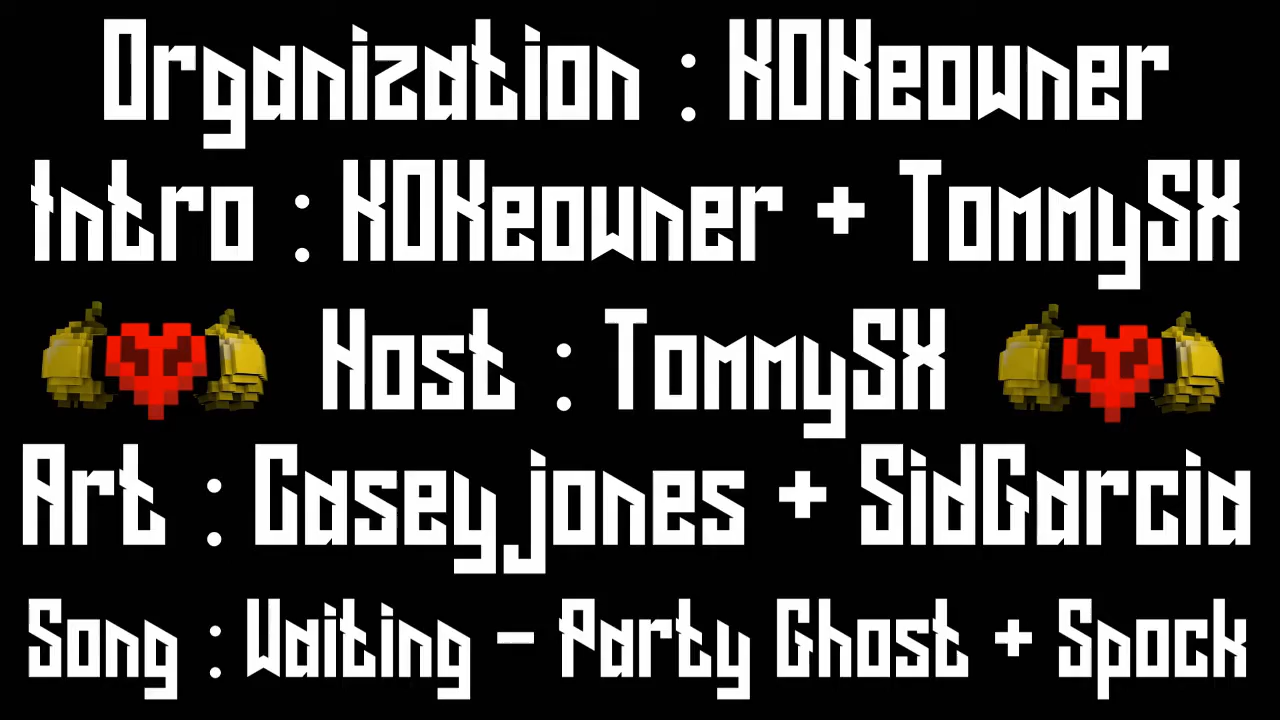 Organization : KOKeowner
Intro : KOKeowner + TommySX
Host : TommySX
Art : Caseyjones + SidGarcia
Song : Waiting - Party Ghost + Spock